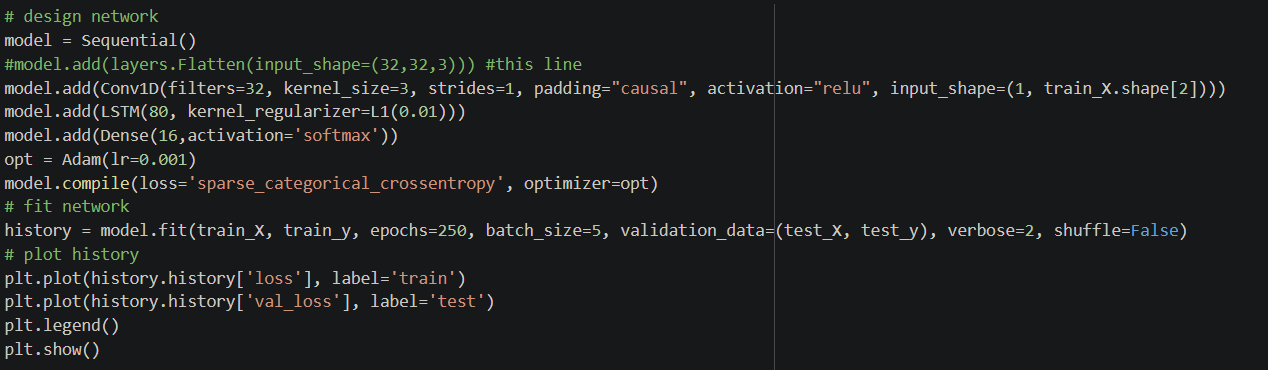 # design network
model = Sequential()
#model.add(layers.Flatten(input_shape=(32,32,3))) #this line
model.add(Conv1D(filters=32, kernel_size=3, strides=1, padding="causal", activation="relu", input_shape=(1, train_X.shape[2])))
model.add(LSTM(80, kernel_regularizer=L1(0.01)))
model.add(Dense(16,activation='softmax'))
opt = Adam(lr=0.001)
model.compile(loss='sparse_categorical_crossentropy', optimizer=opt)
# fit network
history = model.fit(train_X, train_y, epochs=250, batch_size=5, validation_data=(test_X, test_y), verbose=2, shuffle=False)
# plot history
plt.plot(history.history['loss'], label='train')
plt.plot(history.history['val_loss'], label='test')
plt.legend()
plt.show()